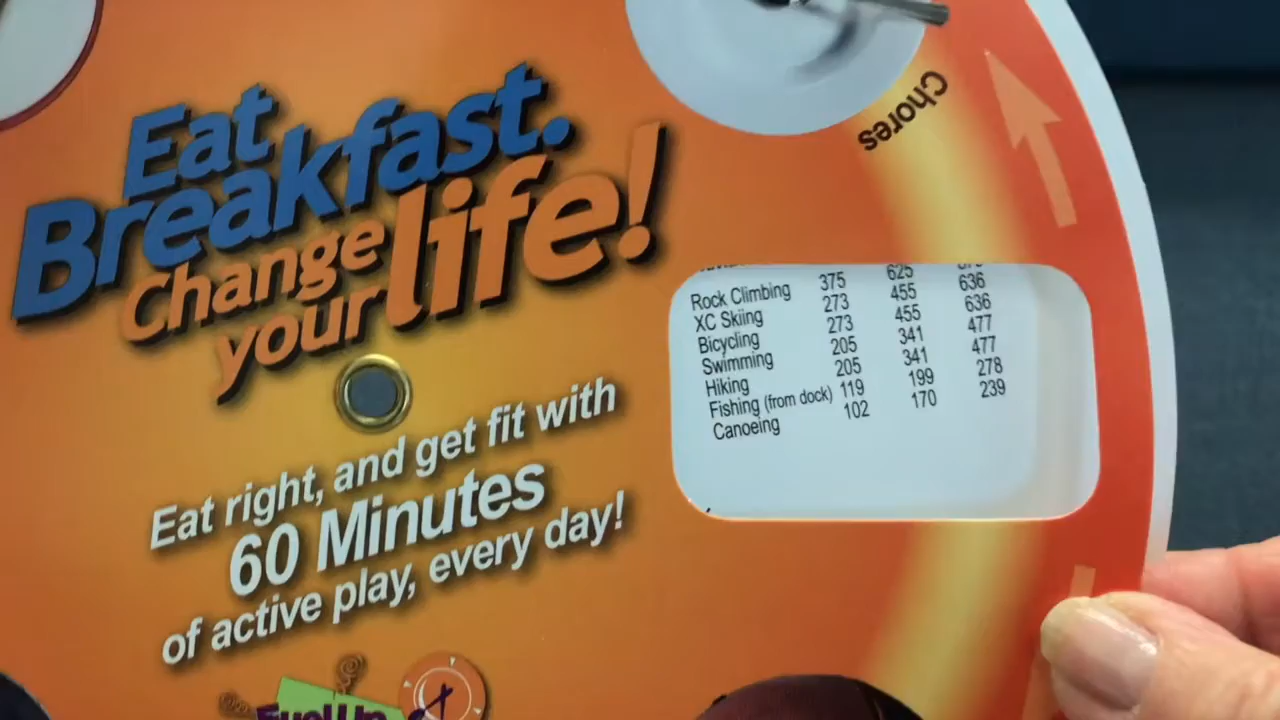 Eat
Breakfast.
Change
your life!
Eat right, and get fit with
60 Minutes
of active play, every day!
Chores
Rock Climbing 375 625
XC Skiing 273 455 636
Bicycling 273 455 636
Swimming 205 341 477
Hiking 205 341 477
Fishing (from dock) 119 199 278
Canoeing 102 170 239
Fuel Up